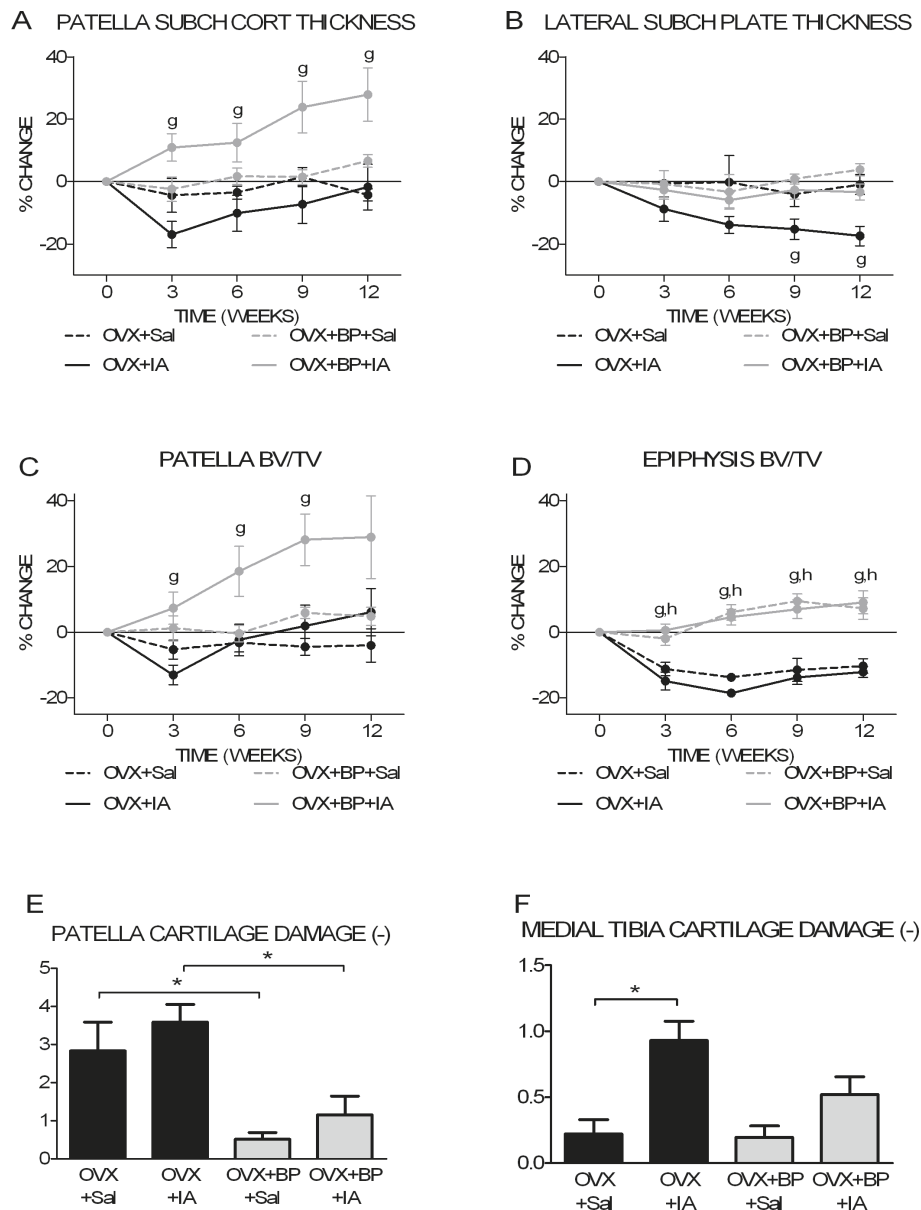 A PATELLA SUBCH CORT THICKNESS
40
20
0
-20
% CHANGE
g g g g
0 3 6 9 12
TIME (WEEKS)
OVX+Sal OVX+BP+Sal
OVX+IA OVX+BP+IA
B LATERAL SUBCH PLATE THICKNESS
40
20
0
-20
% CHANGE
g g
0 3 6 9 12
TIME (WEEKS)
OVX+Sal OVX+BP+Sal
OVX+IA OVX+BP+IA
C PATELLA BV/TV
40
20
0
-20
% CHANGE
g g g
0 3 6 9 12
TIME (WEEKS)
OVX+Sal OVX+BP+Sal
OVX+IA OVX+BP+IA
D EPIPHYSIS BV/TV
40
20
0
-20
% CHANGE
g,h g,h g,h g,h
0 3 6 9 12
TIME (WEEKS)
OVX+Sal OVX+BP+Sal
OVX+IA OVX+BP+IA
E
PATELLA CARTILAGE DAMAGE (-)
5
4
3
2
1
0
* *
OVX OVX OVX+BP OVX+BP
+Sal +IA +Sal +IA
F
MEDIAL TIBIA CARTILAGE DAMAGE (-)
1.5
1.0
0.5
0.0
*
OVX OVX OVX+BP OVX+BP
+Sal +IA +Sal +IA